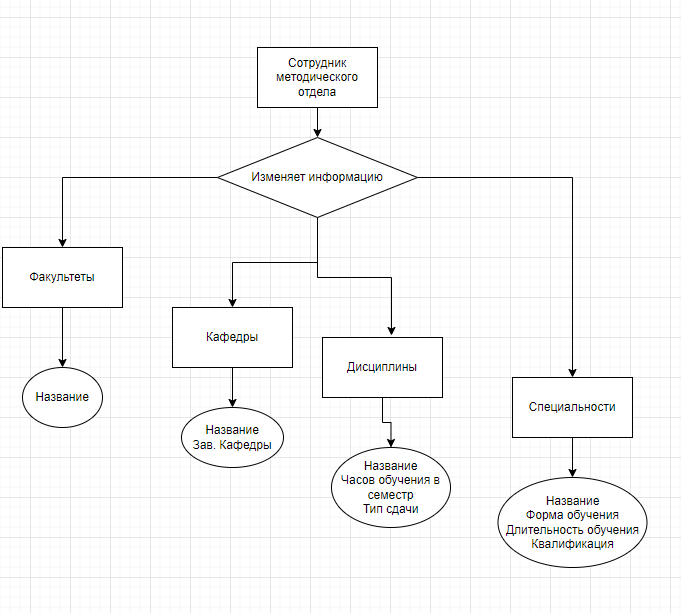 Сотрудник
методического
отдела
Изменяет информацию
Факультеты
Название
Кафедры
Название
Зав. Кафедры
Дисциплины
Название
Часов обучения в
семестр
Тип сдачи
Специальности
Название
Форма обучения
Длительность обучения
Квалификация